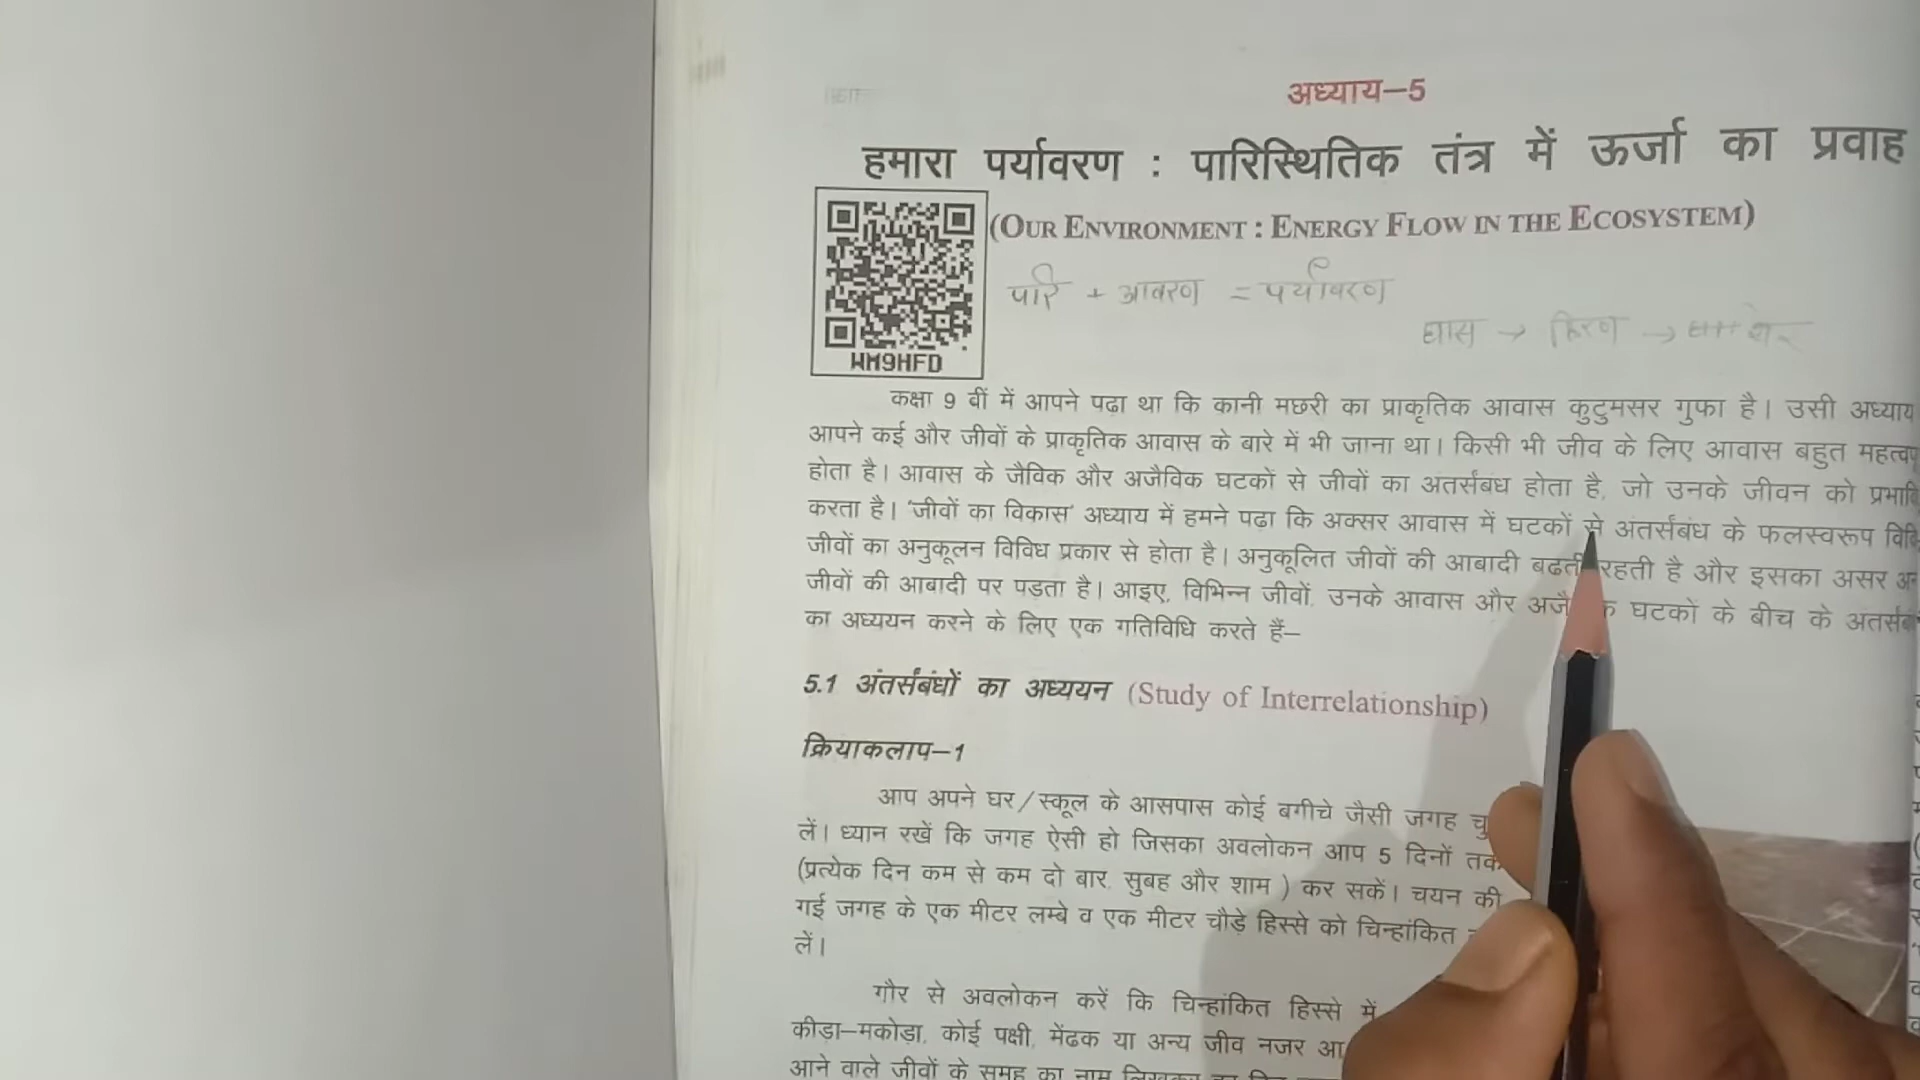 अध्याय–5
हमारा पर्यावरण : पारिस्थितिक तंत्र में ऊर्जा का प्रवाह
(OUR ENVIRONMENT : ENERGY FLOW IN THE ECOSYSTEM)
परि + आवरण = पर्यावरण
घास → हिरण → शेर
WM9HFD
कक्षा 9 वीं में आपने पढ़ा था कि कानी मछरी का प्राकृतिक आवास कुटुमसर गुफा है। उसी अध्याय
आपने कई और जीवों के प्राकृतिक आवास के बारे में भी जाना था। किसी भी जीव के लिए आवास बहुत
होता है। आवास के जैविक और अजैविक घटकों से जीवों का अतर्संबंध होता है, जो उनके जीवन को
करता है। 'जीवों का विकास' अध्याय में हमने पढ़ा कि अक्सर आवास में घटकों से अंतर्संबंध के फलस्वरूप
जीवों का अनुकूलन विविध प्रकार से होता है। अनुकूलित जीवों की आबादी बढती रहती है और इसका असर
जीवों की आबादी पर पड़ता है। आइए, विभिन्न जीवों, उनके आवास और घटकों के बीच के
का अध्ययन करने के लिए एक गतिविधि करते हैं–
5.1 अंतर्संबंधों का अध्ययन (Study of Interrelationship)
क्रियाकलाप–1
आप अपने घर/स्कूल के आसपास कोई बगीचे जैसी जगह
लें। ध्यान रखें कि जगह ऐसी हो जिसका अवलोकन आप 5 दिनों तक
(प्रत्येक दिन कम से कम दो बार, सुबह और शाम ) कर सकें। चयन की
गई जगह के एक मीटर लम्बे व एक मीटर चौड़े हिस्से को चिन्हांकित
लें।
गौर से अवलोकन करें कि चिन्हांकित हिस्से में
कीड़ा–मकोड़ा, कोई पक्षी, मेंढक या अन्य जीव नजर
आने वाले जीवों के समूह का नाम लिखकर